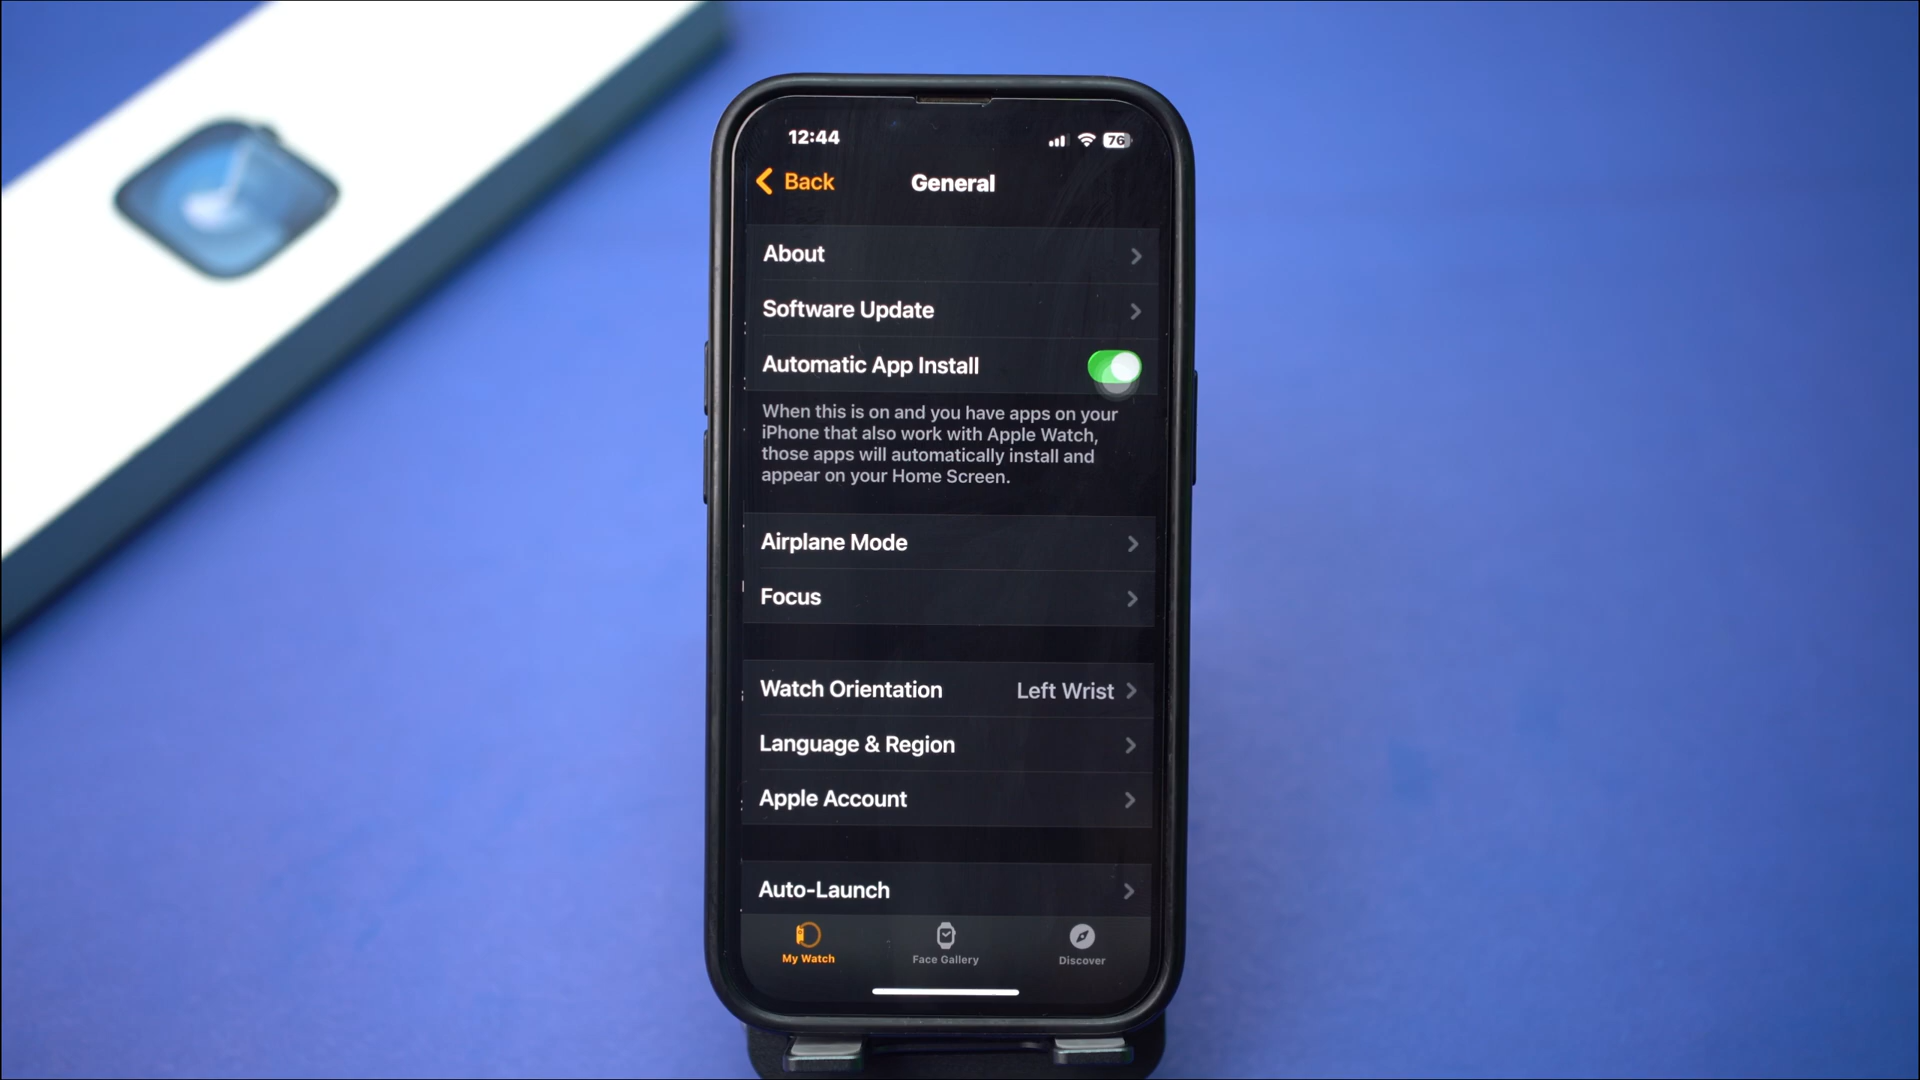 12:44
76
Back
General
About
Software Update
Automatic App Install
When this is on and you have apps on your
iPhone that also work with Apple Watch,
those apps will automatically install and
appear on your Home Screen.
Airplane Mode
Focus
Watch Orientation Left Wrist
Language & Region
Apple Account
Auto-Launch
My Watch
Face Gallery
Discover